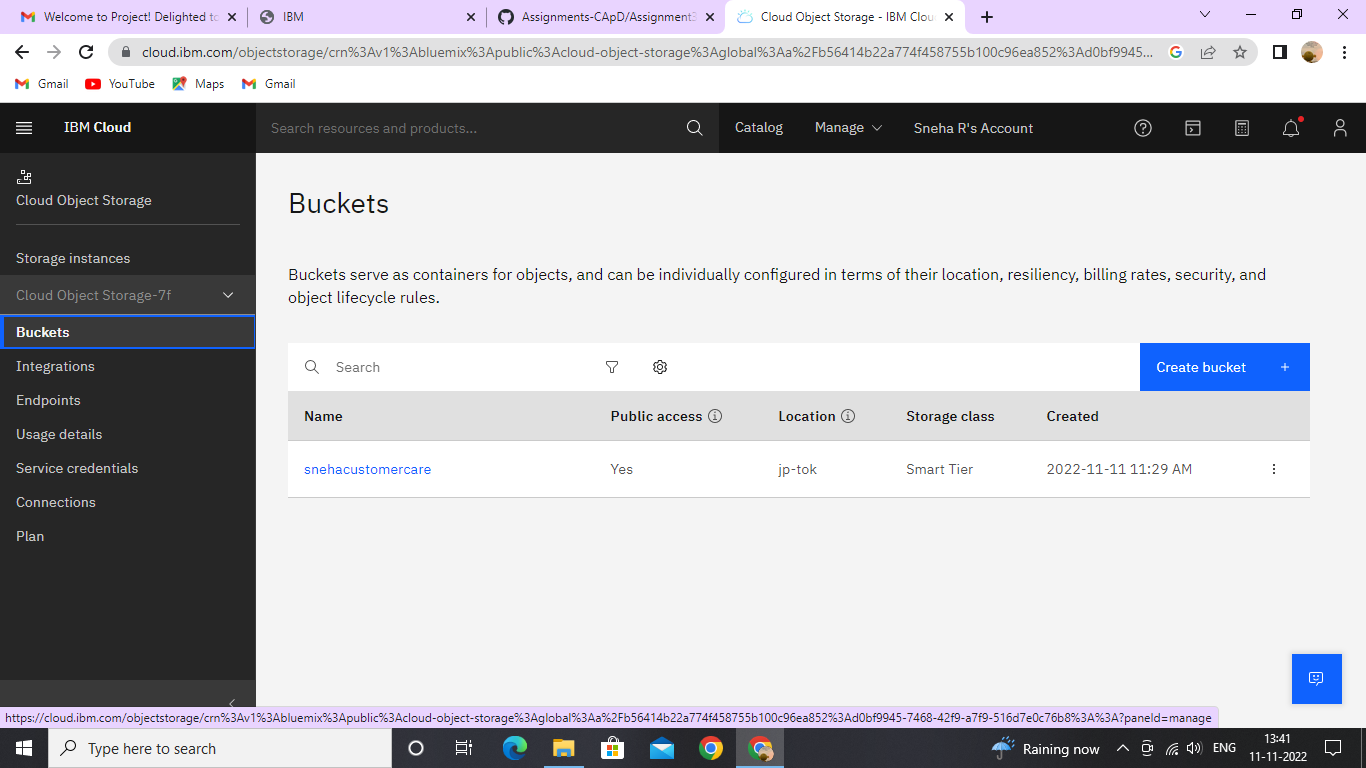 Welcome to Project! Delighted to
IBM
Assignments-CApD/Assignment3
Cloud Object Storage - IBM Clou
cloud.ibm.com/objectstorage/crn%3Av1%3Abluemix%3Apublic%3Acloud-object-storage%3Aglobal%3Aa%2Fb56414b22a774f458755b100c96ea852%3Ad0bf9945...
Gmail
YouTube
Maps
Gmail
IBM Cloud
Search resources and products...
Catalog
Manage
Sneha R's Account
Cloud Object Storage
Storage instances
Cloud Object Storage-7f
Buckets
Integrations
Endpoints
Usage details
Service credentials
Connections
Plan
Buckets
Buckets serve as containers for objects, and can be individually configured in terms of their location, resiliency, billing rates, security, and
object lifecycle rules.
Search
Create bucket +
Name Public access Location Storage class Created
snehacustomercare Yes jp-tok Smart Tier 2022-11-11 11:29 AM
https://cloud.ibm.com/objectstorage/crn%3Av1%3Abluemix%3Apublic%3Acloud-object-storage%3Aglobal%3Aa%2Fb56414b22a774f458755b100c96ea852%3Ad0bf9945-7468-42f9-a7f9-516d7e0c76b8%3A%3A?paneId=manage
Type here to search
Raining now
ENG
13:41
11-11-2022